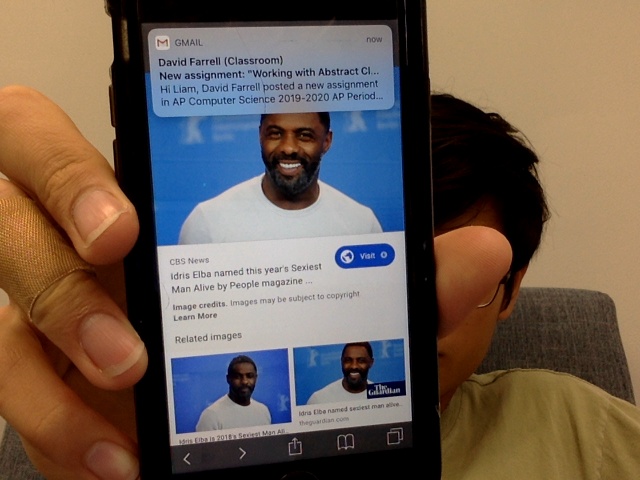 GMAIL now
David Farrell (Classroom)
New assignment: "Working with Abstract Cl...
Hi Liam, David Farrell posted a new assignment
in AP Computer Science 2019-2020 AP Period...
CBS News
Visit
Idris Elba named this year's Sexiest
Man Alive by People magazine ...
Image credits. Images may be subject to copyright
Learn More
Related images
The
Guardian
Idris Elba is 2018's Sexiest Man Ali...
Idris Elba named sexiest man alive...
theguardian.com